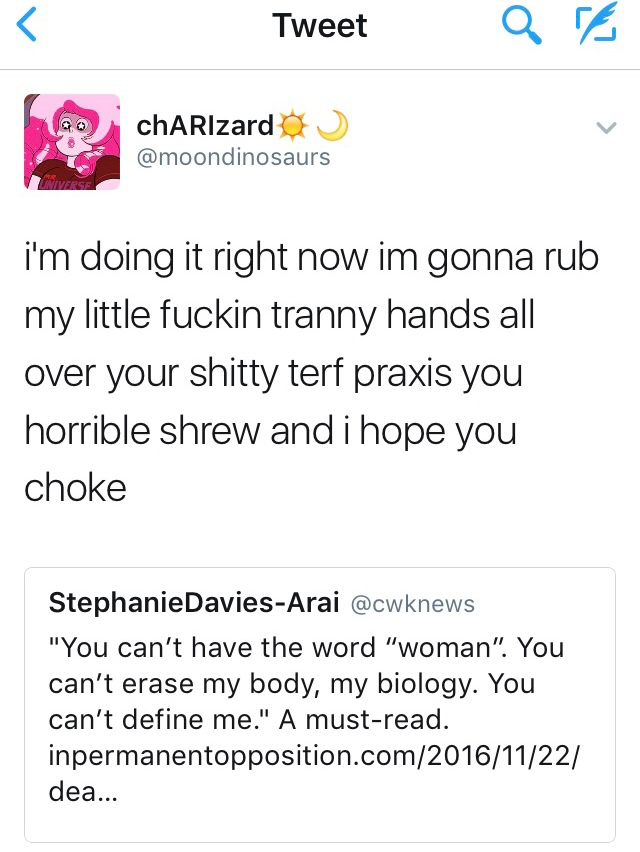 Tweet
chARIzard☀️🌙
@moondinosaurs
MR.
UNIVERSE
i'm doing it right now im gonna rub
my little fuckin tranny hands all
over your shitty terf praxis you
horrible shrew and i hope you
choke
StephanieDavies-Arai @cwknews
"You can’t have the word “woman”. You
can’t erase my body, my biology. You
can’t define me." A must-read.
inpermanentopposition.com/2016/11/22/
dea...